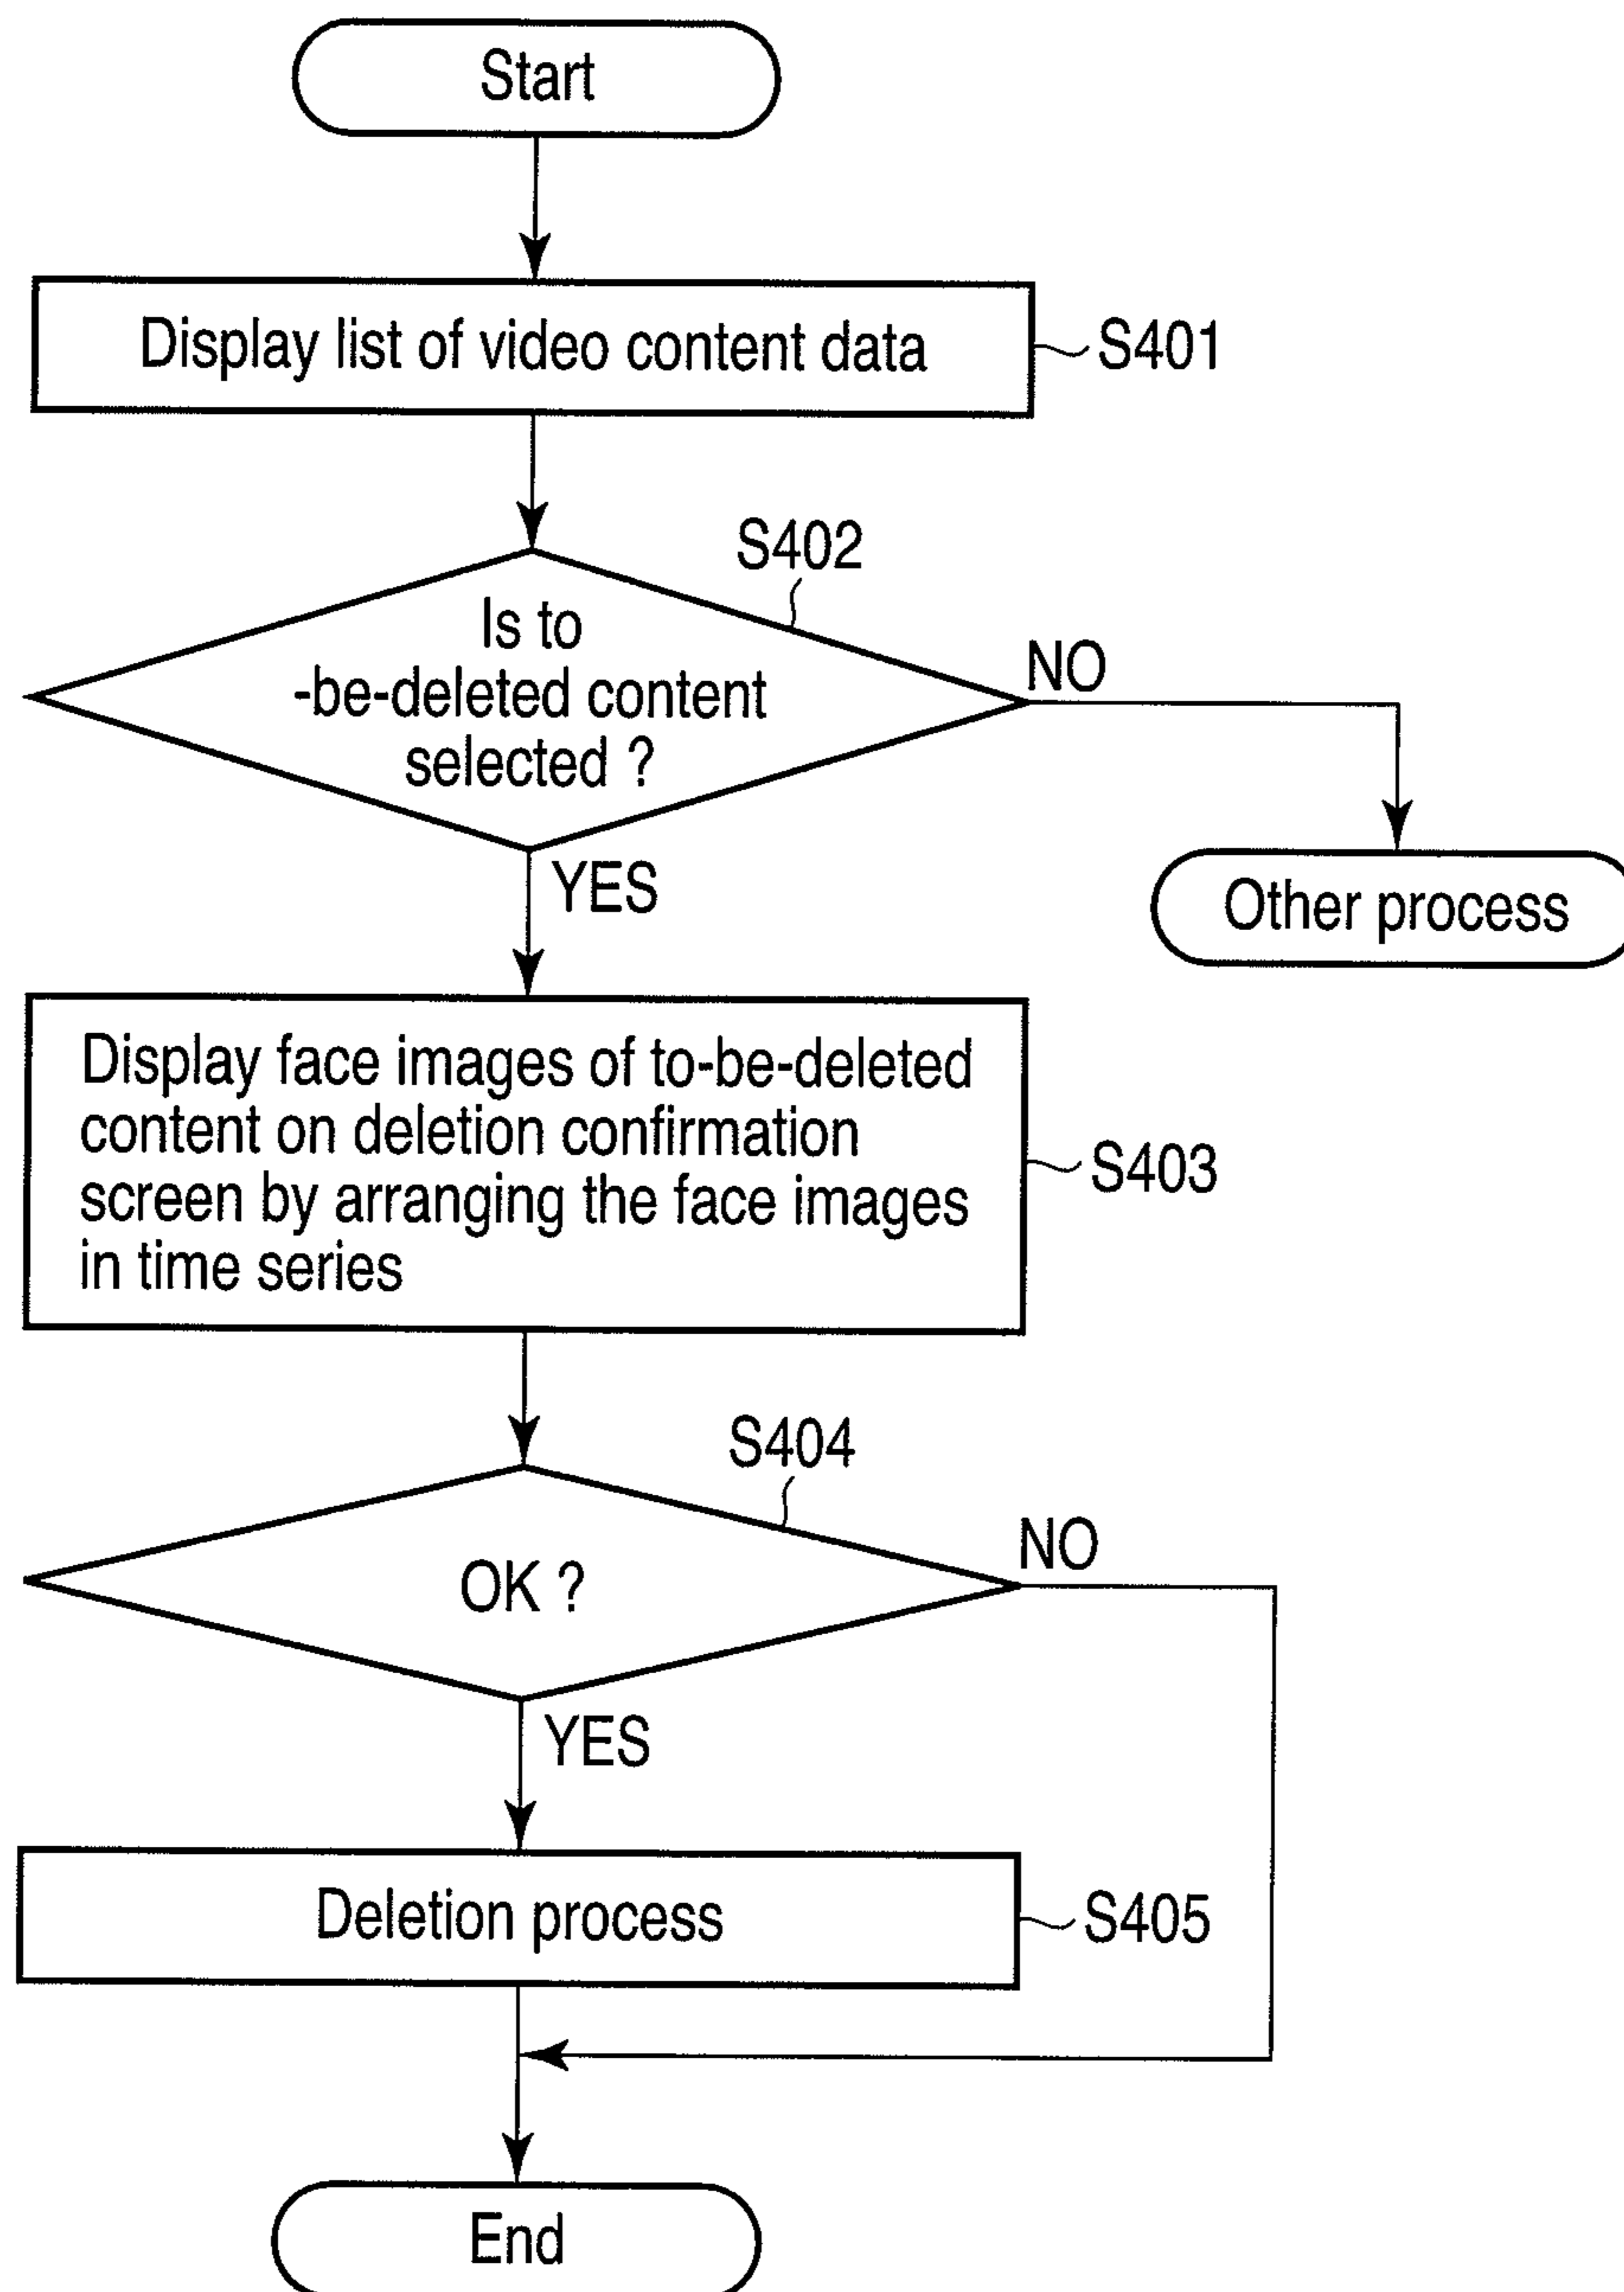 Start
Display list of video content data
S401
S402
Is to
-be-deleted content
selected ?
NO
YES
Other process
Display face images of to-be-deleted
content on deletion confirmation
screen by arranging the face images
in time series
S403
S404
OK ?
NO
YES
Deletion process
S405
End